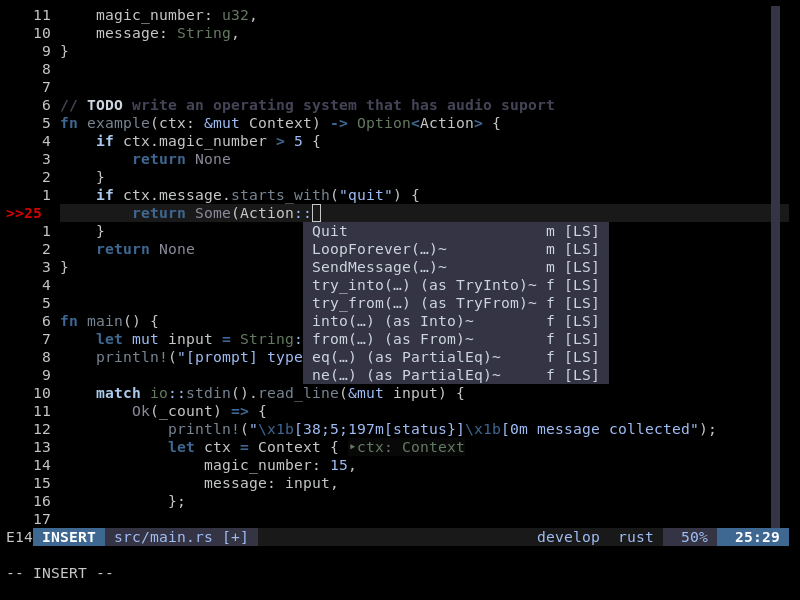 11     magic_number: u32,
10     message: String,
9 }
8
7
6 // TODO write an operating system that has audio suport
5 fn example(ctx: &mut Context) -> Option<Action> {
4     if ctx.magic_number > 5 {
3         return None
2     }
1     if ctx.message.starts_with("quit") {
>>25         return Some(Action::
1     }    Quit    m [LS]
2     return None    LoopForever(…)~    m [LS]
3 }    SendMessage(…)~    m [LS]
4    try_into(…) (as TryInto)~ f [LS]
5    try_from(…) (as TryFrom)~ f [LS]
6 fn main() {    into(…) (as Into)~    f [LS]
7     let mut input = String:    from(…) (as From)~    f [LS]
8     println!("[prompt] type    eq(…) (as PartialEq)~    f [LS]
9    ne(…) (as PartialEq)~    f [LS]
10     match io::stdin().read_line(&mut input) {
11         Ok(_count) => {
12             println!("\x1b[38;5;197m[status}]\x1b[0m message collected");
13             let ctx = Context { ▸ctx: Context
14                 magic_number: 15,
15                 message: input,
16             };
17
E14 INSERT  src/main.rs [+]    develop  rust  50%  25:29
-- INSERT --